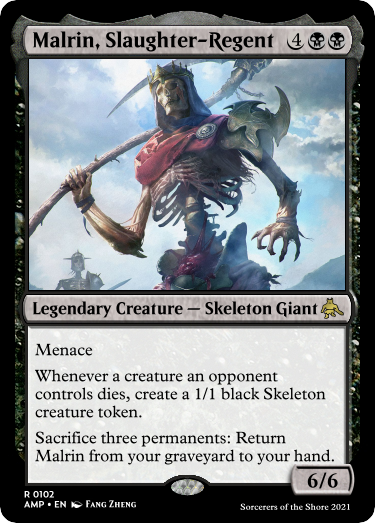 Malrin, Slaughter-Regent 4
Legendary Creature — Skeleton Giant
Menace
Whenever a creature an opponent
controls dies, create a 1/1 black Skeleton
creature token.
Sacrifice three permanents: Return
Malrin from your graveyard to your hand.
6/6
R 0102
AMP • EN Fang Zheng
Sorcerers of the Shore 2021